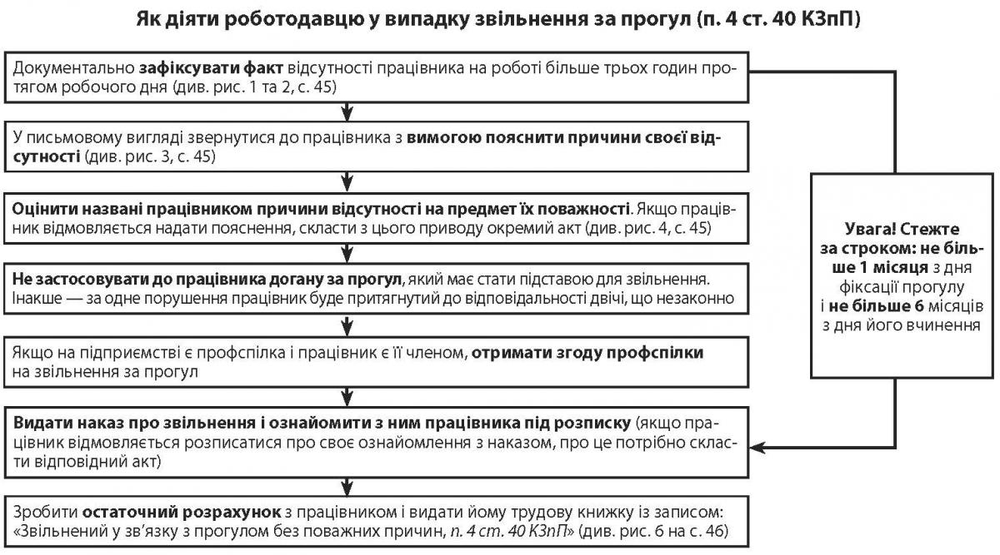 Як діяти роботодавцю у випадку звільнення за прогул (п. 4 ст. 40 КЗпП)
Документально зафіксувати факт відсутності працівника на роботі більше трьох годин про-
тягом робочого дня (див. рис. 1 та 2, с. 45)
У письмовому вигляді звернутися до працівника з вимогою пояснити причини своєї від-
сутності (див. рис. 3, с. 45)
Оцінити названі працівником причини відсутності на предмет їх поважності. Якщо праців-
ник відмовляється надати пояснення, скласти з цього приводу окремий акт (див. рис. 4, с. 45)
Не застосовувати до працівника догану за прогул, який має стати підставою для звільнення.
Інакше — за одне порушення працівник буде притягнутий до відповідальності двічі, що незаконно
Якщо на підприємстві є профспілка і працівник є її членом, отримати згоду профспілки
на звільнення за прогул
Видати наказ про звільнення і ознайомити з ним працівника під розписку (якщо пра-
цівник відмовляється розписатися про своє ознайомлення з наказом, про це потрібно склас-
ти відповідний акт)
Зробити остаточний розрахунок з працівником і видати йому трудову книжку із записом:
«Звільнений у зв’язку з прогулом без поважних причин, п. 4 ст. 40 КЗпП» (див. рис. 6 на с. 46)
Увага! Стежте
за строком: не біль-
ше 1 місяця з дня
фіксації прогулу
і не більше 6 місяців
з дня його вчинення